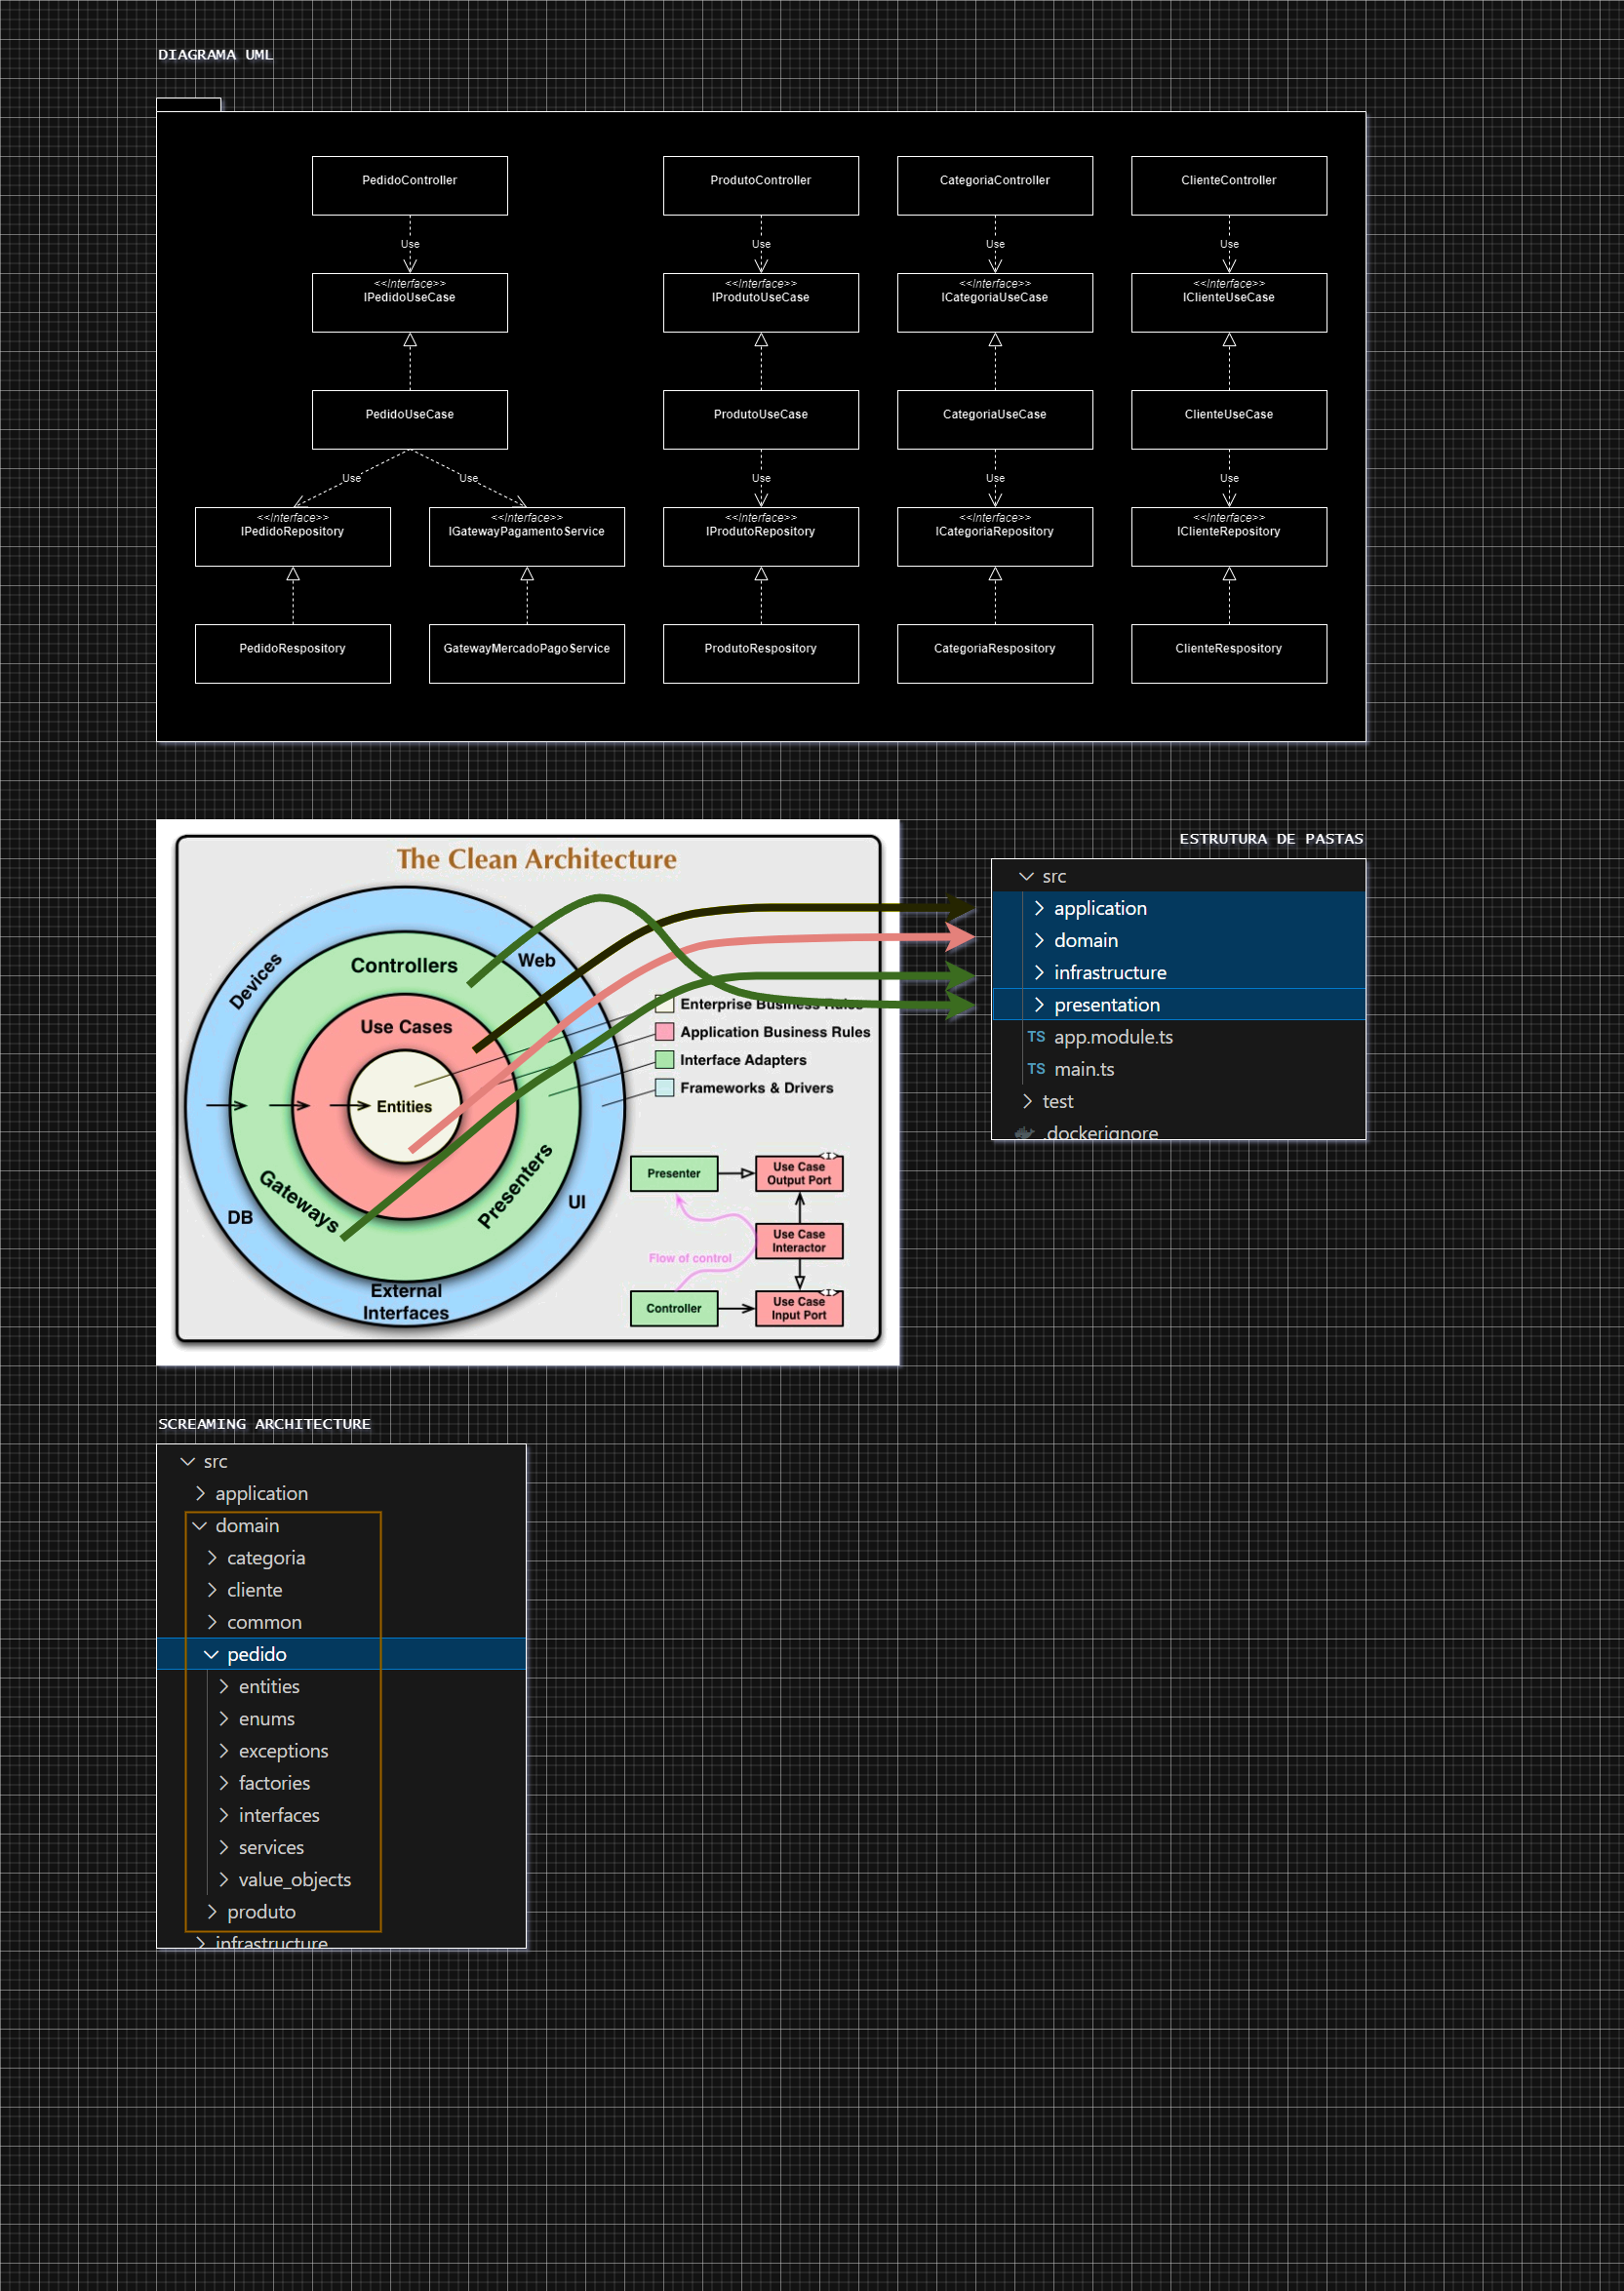 DIAGRAMA UML
PedidoController
ProdutoController
CategoriaController
ClienteController
Use
Use
Use
Use
<<Interface>>
IPedidoUseCase
<<Interface>>
IProdutoUseCase
<<Interface>>
ICategoriaUseCase
<<Interface>>
IClienteUseCase
PedidoUseCase
ProdutoUseCase
CategoriaUseCase
ClienteUseCase
Use
Use
Use
Use
Use
<<Interface>>
IPedidoRepository
<<Interface>>
IGatewayPagamentoService
<<Interface>>
IProdutoRepository
<<Interface>>
ICategoriaRepository
<<Interface>>
IClienteRepository
PedidoRespository
GatewayMercadoPagoService
ProdutoRespository
CategoriaRespository
ClienteRespository
The Clean Architecture
Devices
Controllers
Web
Use Cases
Entities
Gateways
Presenters
DB
UI
External
Interfaces
Enterprise Business Rules
Application Business Rules
Interface Adapters
Frameworks & Drivers
Presenter
Use Case
Output Port
Use Case
Interactor
Flow of control
Controller
Use Case
Input Port
ESTRUTURA DE PASTAS
src
application
domain
infrastructure
presentation
TS app.module.ts
TS main.ts
test
.dockerignore
SCREAMING ARCHITECTURE
src
application
domain
categoria
cliente
common
pedido
entities
enums
exceptions
factories
interfaces
services
value_objects
produto
infrastructure